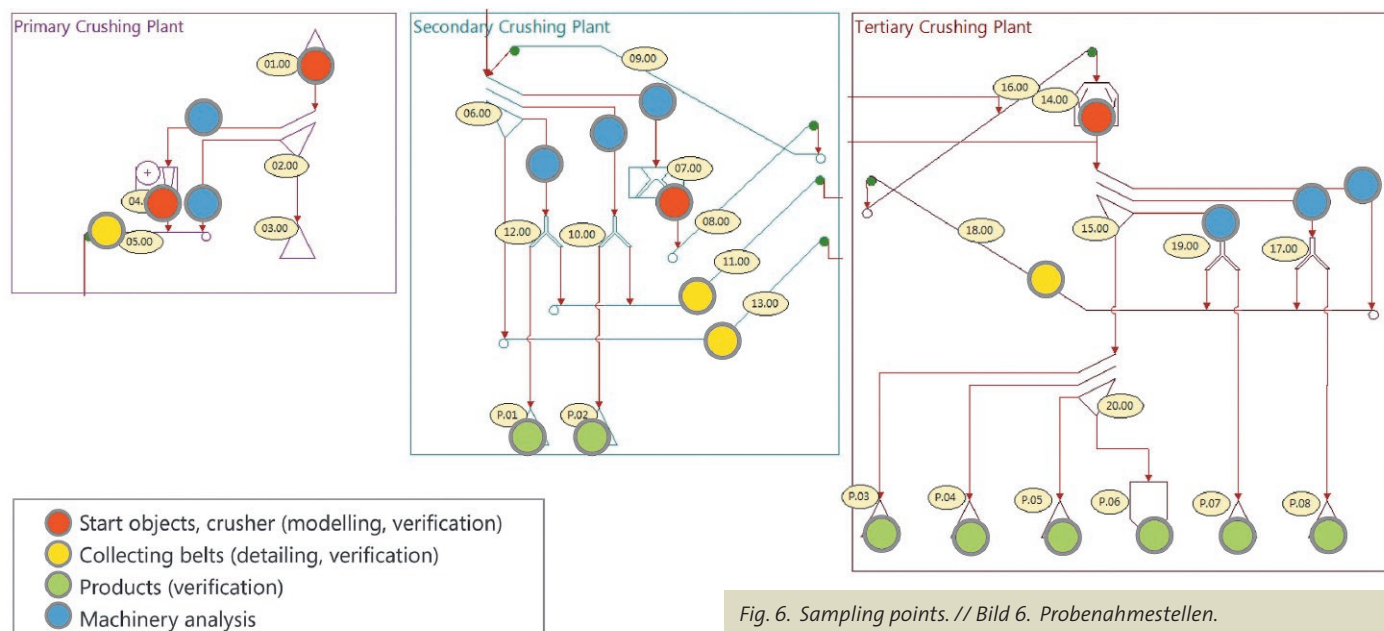 Primary Crushing Plant
01.00
02.00
04.
03.00
05.00
Secondary Crushing Plant
09.00
06.00
07.00
08.00
12.00
10.00
11.00
13.00
P.01
P.02
Tertiary Crushing Plant
16.00
14.00
15.00
18.00
19.00
17.00
20.00
P.03
P.04
P.05
P.06
P.07
P.08
Start objects, crusher (modelling, verification)
Collecting belts (detailing, verification)
Products (verification)
Machinery analysis
Fig. 6. Sampling points. // Bild 6. Probenahmestellen.